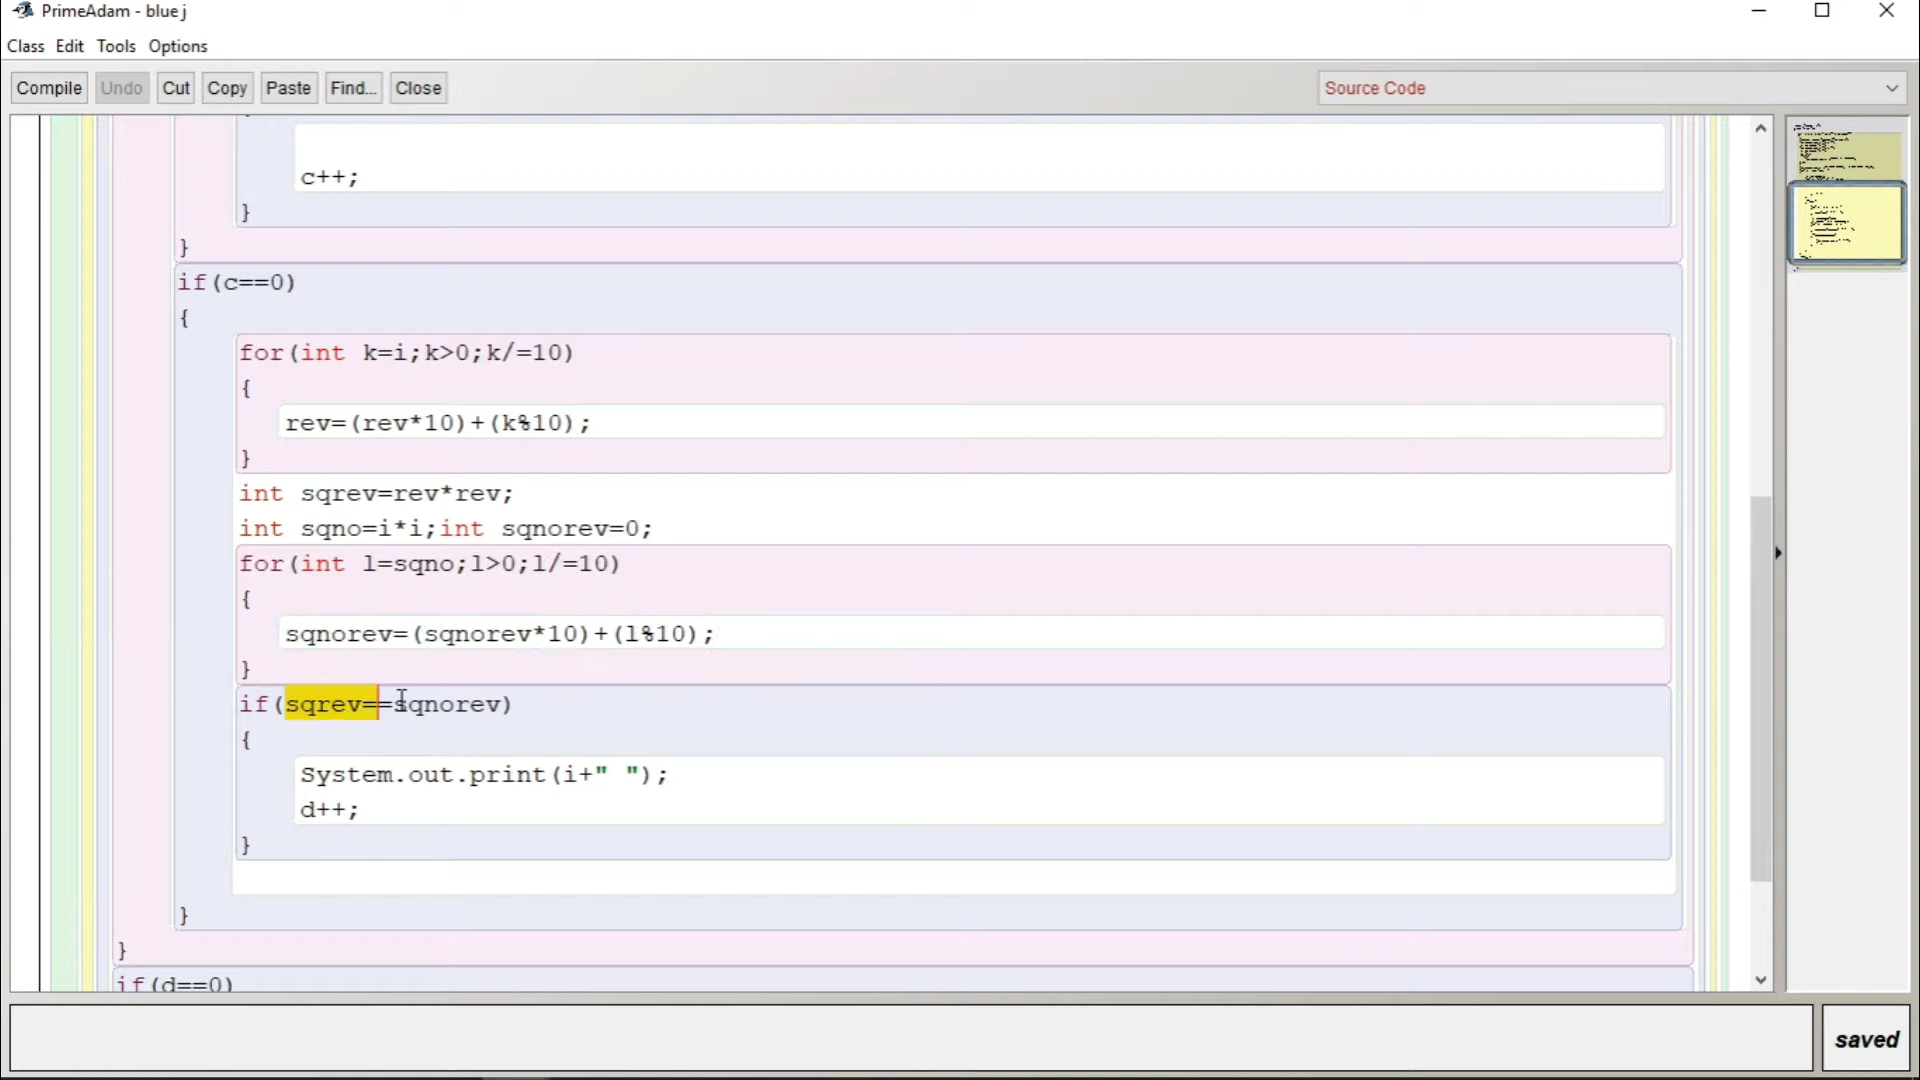 PrimeAdam - blue j
Class Edit Tools Options
Compile Undo Cut Copy Paste Find... Close
Source Code
c++;
}
}
if(c==0)
{
for(int k=i;k>0;k/=10)
{
rev=(rev*10)+(k%10);
}
int sqrev=rev*rev;
int sqno=i*i;int sqnorev=0;
for(int l=sqno;l>0;l/=10)
{
sqnorev=(sqnorev*10)+(l%10);
}
if(sqrev==sqnorev)
{
System.out.print(i+" ");
d++;
}
}
}
if(d==0)
saved